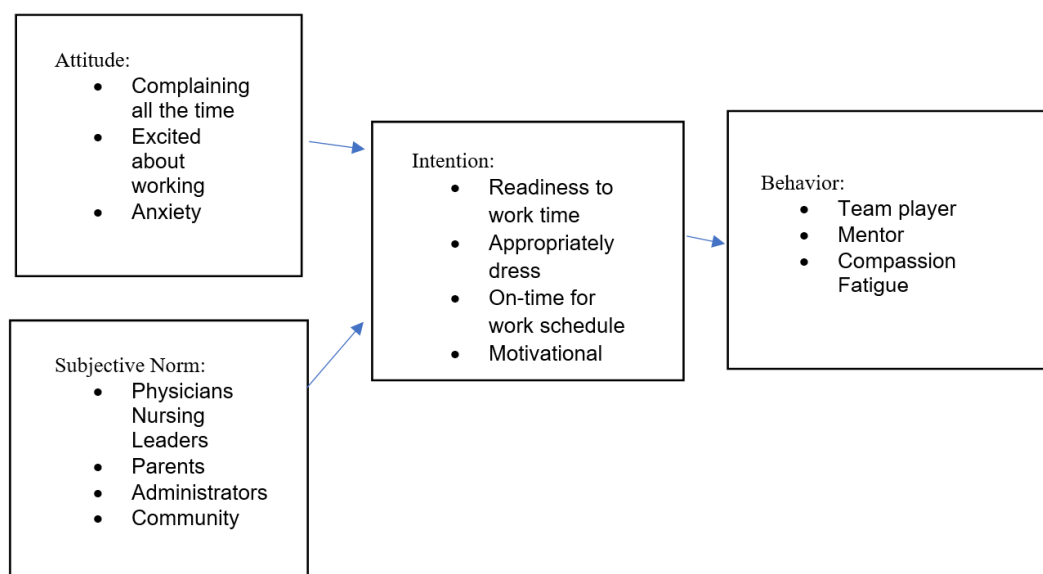 Attitude:
• Complaining
all the time
• Excited
about
working
• Anxiety
Subjective Norm:
• Physicians
Nursing
Leaders
• Parents
• Administrators
• Community
Intention:
• Readiness to
work time
• Appropriately
dress
• On-time for
work schedule
• Motivational
Behavior:
• Team player
• Mentor
• Compassion
Fatigue